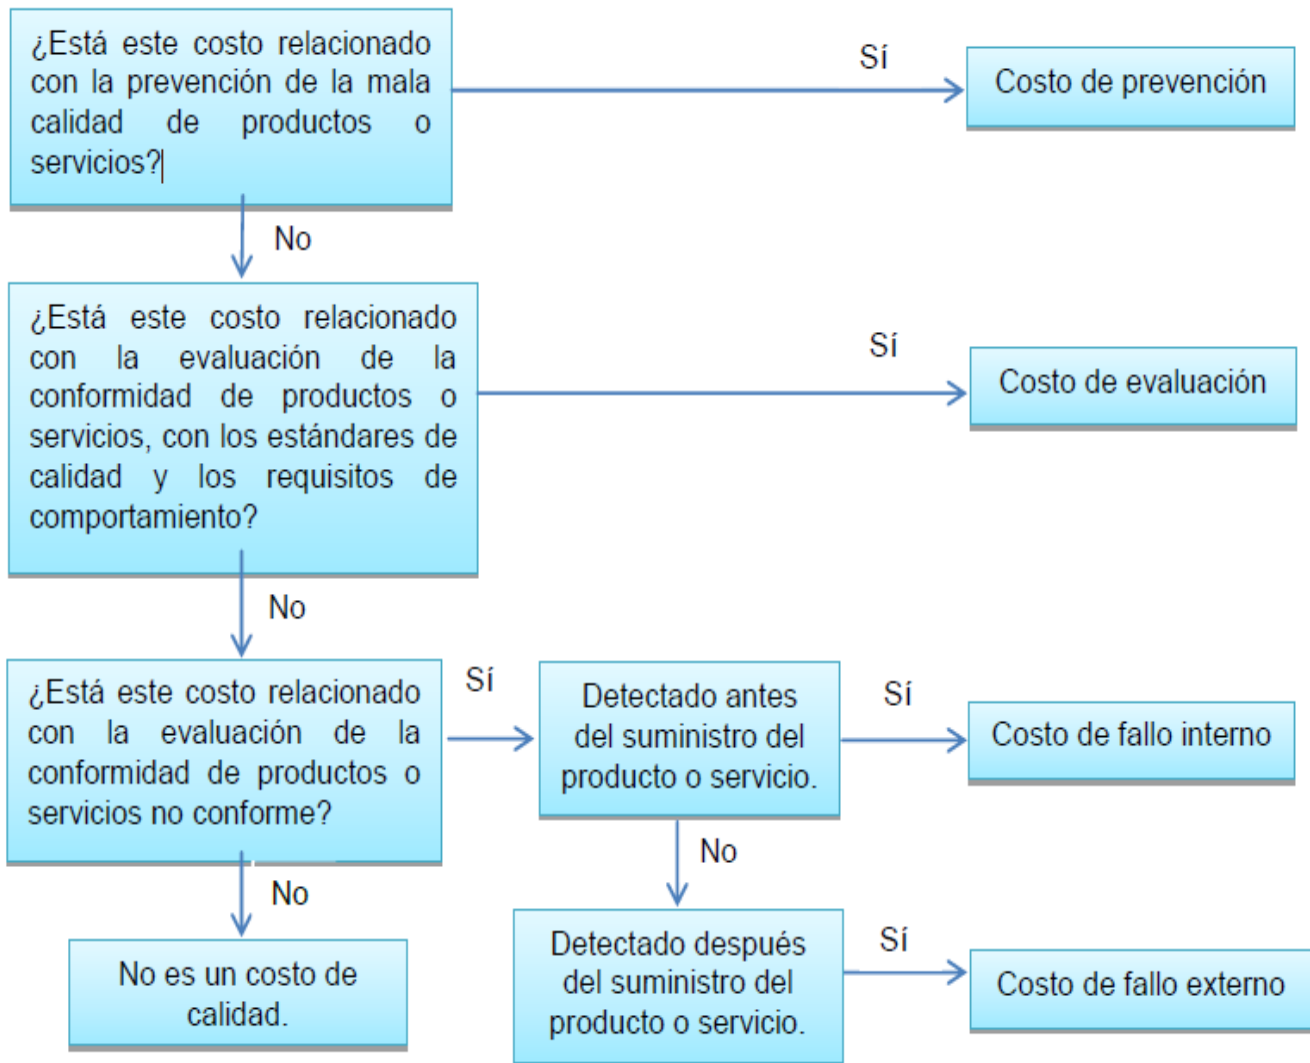 ¿Está este costo relacionado
con la prevención de la mala
calidad de productos o
servicios?
Sí
Costo de prevención
No
¿Está este costo relacionado
con la evaluación de la
conformidad de productos o
servicios, con los estándares de
calidad y los requisitos de
comportamiento?
Sí
Costo de evaluación
No
¿Está este costo relacionado
con la evaluación de la
conformidad de productos o
servicios no conforme?
Sí
Detectado antes
del suministro del
producto o servicio.
Sí
Costo de fallo interno
No
No
No es un costo de
calidad.
Detectado después
del suministro del
producto o servicio.
Sí
Costo de fallo externo